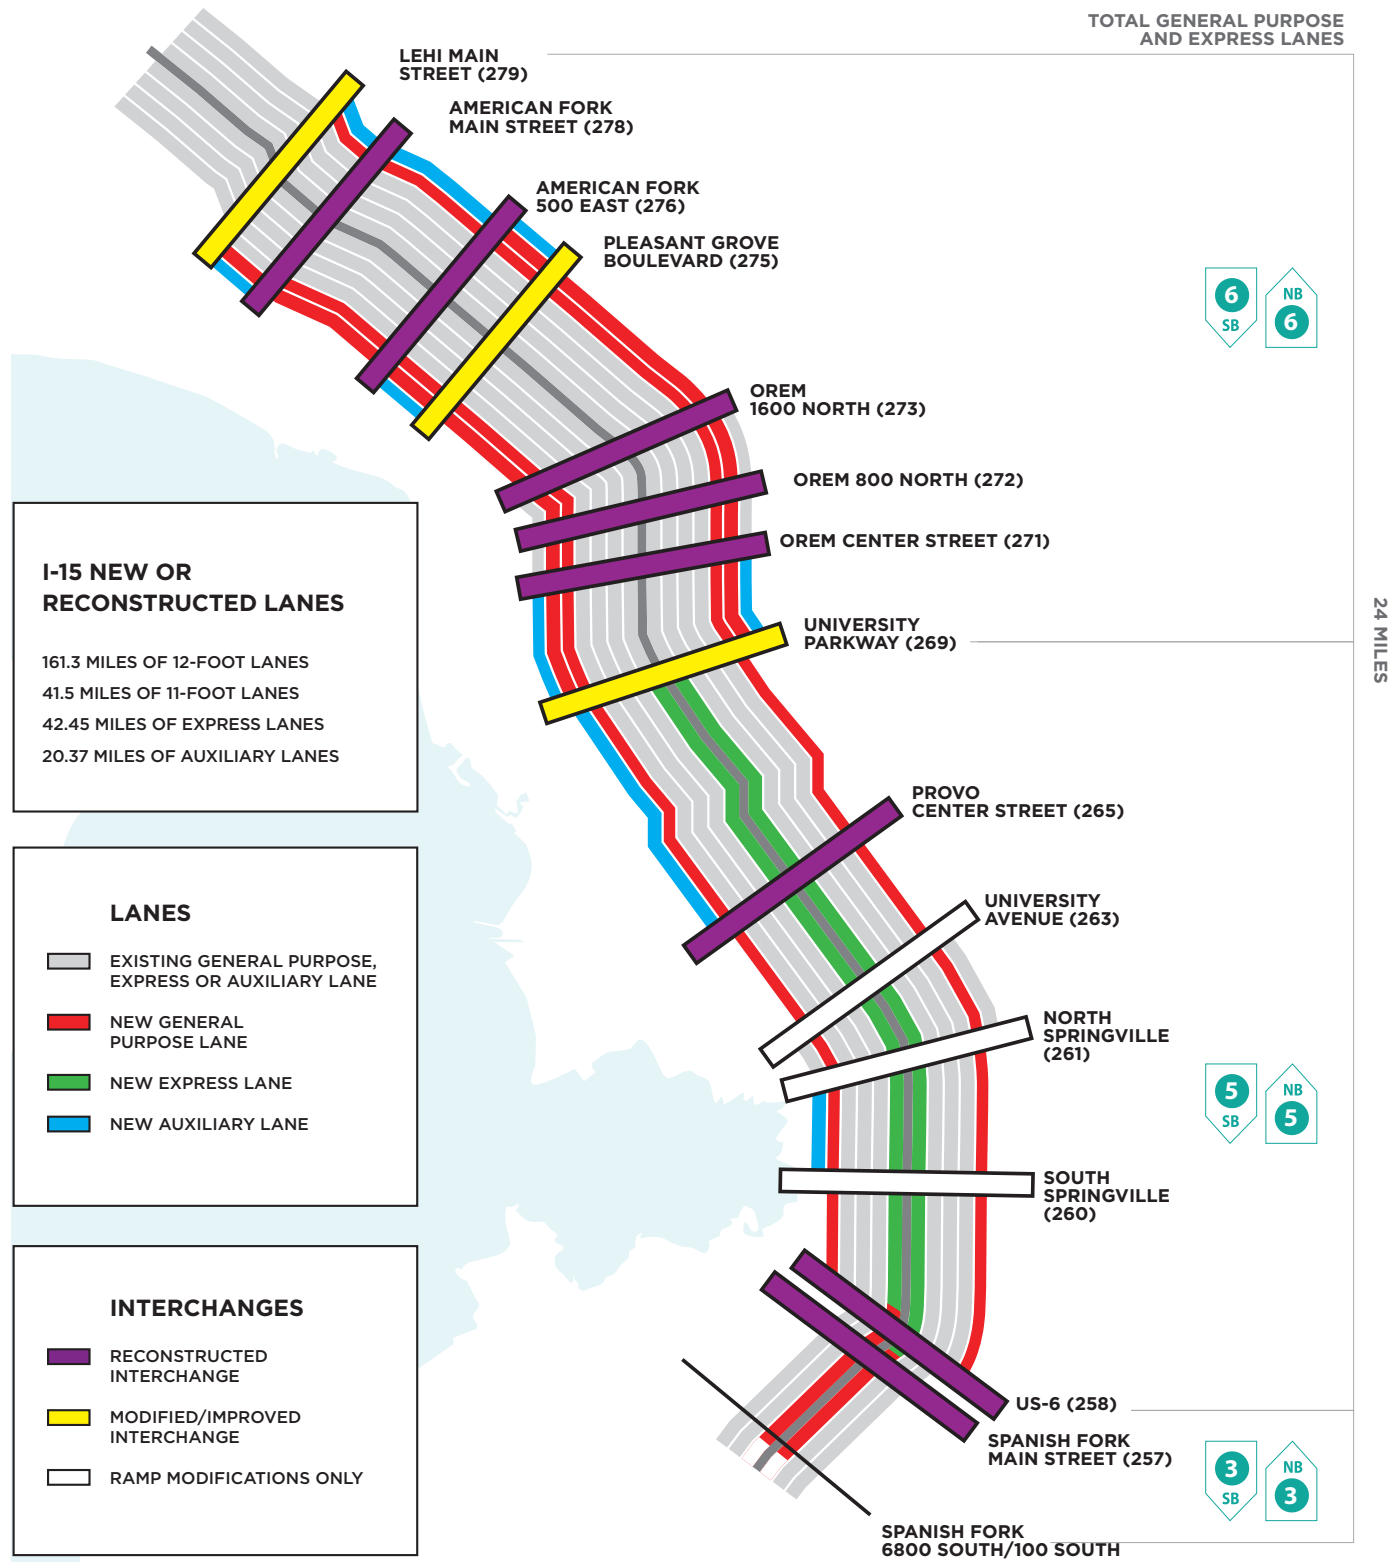 TOTAL GENERAL PURPOSE
AND EXPRESS LANES
LEHI MAIN
STREET (279)
AMERICAN FORK
MAIN STREET (278)
AMERICAN FORK
500 EAST (276)
PLEASANT GROVE
BOULEVARD (275)
6
SB
NB
6
OREM
1600 NORTH (273)
OREM 800 NORTH (272)
OREM CENTER STREET (271)
UNIVERSITY
PARKWAY (269)
24 MILES
I-15 NEW OR
RECONSTRUCTED LANES
161.3 MILES OF 12-FOOT LANES
41.5 MILES OF 11-FOOT LANES
42.45 MILES OF EXPRESS LANES
20.37 MILES OF AUXILIARY LANES
PROVO
CENTER STREET (265)
UNIVERSITY
AVENUE (263)
NORTH
SPRINGVILLE
(261)
5
SB
NB
5
SOUTH
SPRINGVILLE
(260)
LANES
EXISTING GENERAL PURPOSE,
EXPRESS OR AUXILIARY LANE
NEW GENERAL
PURPOSE LANE
NEW EXPRESS LANE
NEW AUXILIARY LANE
INTERCHANGES
RECONSTRUCTED
INTERCHANGE
MODIFIED/IMPROVED
INTERCHANGE
RAMP MODIFICATIONS ONLY
US-6 (258)
SPANISH FORK
MAIN STREET (257)
3
SB
NB
3
SPANISH FORK
6800 SOUTH/100 SOUTH